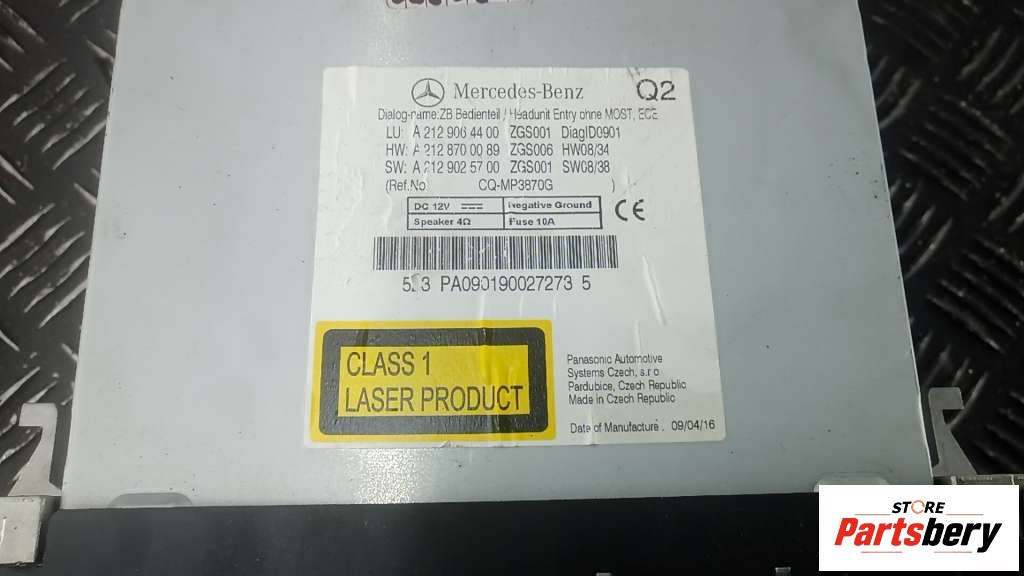 Mercedes-Benz Q2
Dialog-name:ZB Bedienteil / Headunit Entry ohne MOST, ECE
LU: A 212 906 44 00 ZGS001 DiagID0901
HW: A 212 870 00 89 ZGS006 HW08/34
SW: A 212 902 57 00 ZGS001 SW08/38
(Ref.No. CQ-MP3870G )
DC 12V Negative Ground
Speaker 4Ω Fuse 10A
CE
PA090190027273 5
CLASS 1
LASER PRODUCT
Panasonic Automotive
Systems Czech, s.r.o
Pardubice, Czech Republic
Made in Czech Republic
Date of Manufacture . 09/04/16
STORE
Partsbery